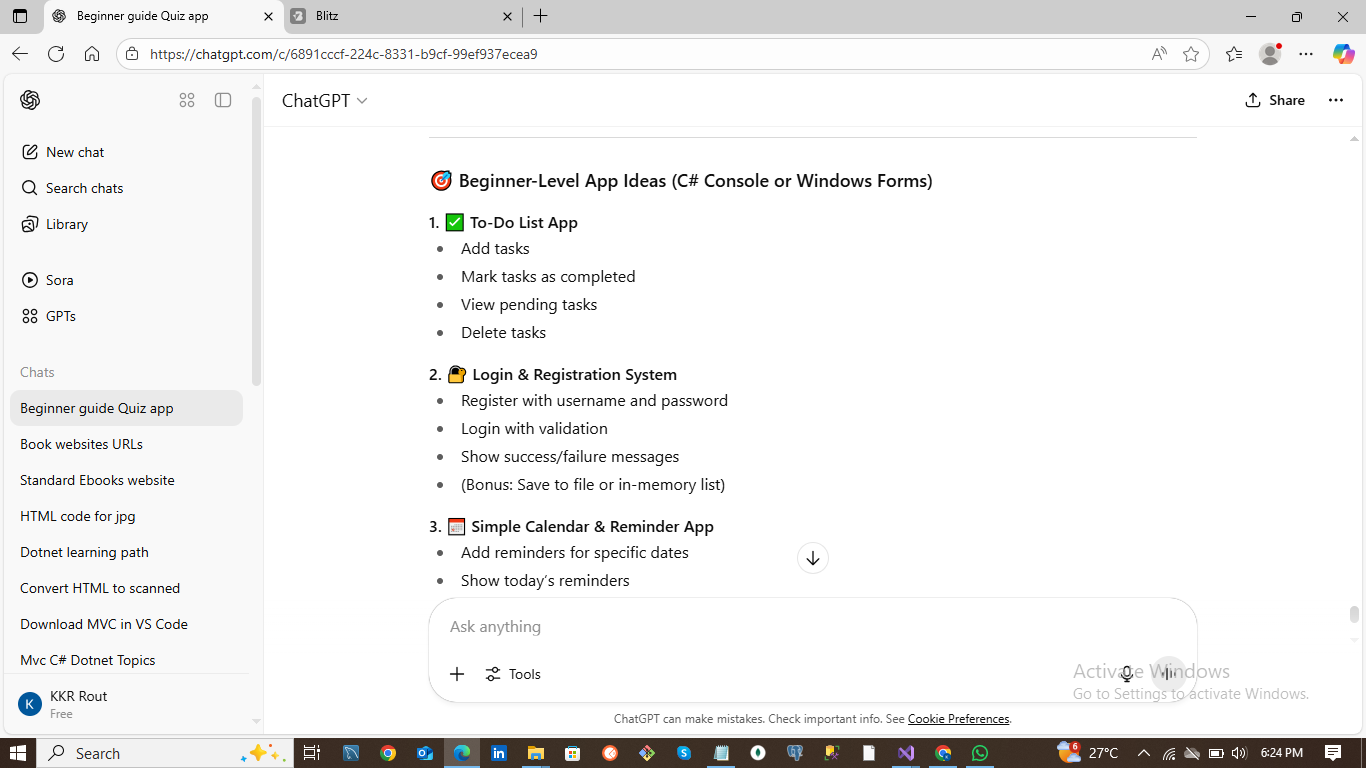 Beginner guide Quiz app
Blitz
https://chatgpt.com/c/6891cccf-224c-8331-b9cf-99ef937ecea9
ChatGPT
Share
New chat
Search chats
Library
Sora
GPTs
Chats
Beginner guide Quiz app
Book websites URLs
Standard Ebooks website
HTML code for jpg
Dotnet learning path
Convert HTML to scanned
Download MVC in VS Code
Mvc C# Dotnet Topics
KKR Rout
K
Free
🎯 Beginner-Level App Ideas (C# Console or Windows Forms)
1. ✅ To-Do List App
• Add tasks
• Mark tasks as completed
• View pending tasks
• Delete tasks
2. 🔐 Login & Registration System
• Register with username and password
• Login with validation
• Show success/failure messages
• (Bonus: Save to file or in-memory list)
3. 📅 Simple Calendar & Reminder App
• Add reminders for specific dates
• Show today's reminders
Ask anything
Tools
Activate Windows
Go to Settings to activate Windows.
ChatGPT can make mistakes. Check important info. See Cookie Preferences.
Search
6
27°C
6:24 PM